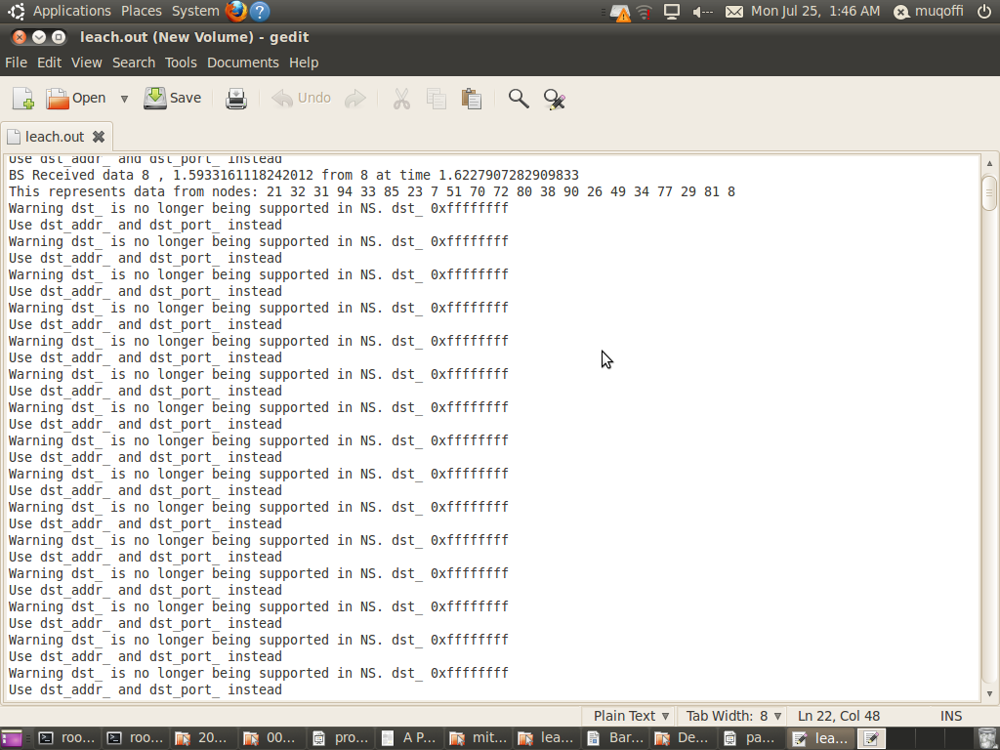 Applications Places System
Mon Jul 25, 1:46 AM muqoffi
leach.out (New Volume) - gedit
File Edit View Search Tools Documents Help
Open Save Undo
leach.out
Use dst_addr_ and dst_port_ instead
BS Received data 8 , 1.5933161118242012 from 8 at time 1.6227907282909833
This represents data from nodes: 21 32 31 94 33 85 23 7 51 70 72 80 38 90 26 49 34 77 29 81 8
Warning dst_ is no longer being supported in NS. dst_ 0xffffffff
Use dst_addr_ and dst_port_ instead
Warning dst_ is no longer being supported in NS. dst_ 0xffffffff
Use dst_addr_ and dst_port_ instead
Warning dst_ is no longer being supported in NS. dst_ 0xffffffff
Use dst_addr_ and dst_port_ instead
Warning dst_ is no longer being supported in NS. dst_ 0xffffffff
Use dst_addr_ and dst_port_ instead
Warning dst_ is no longer being supported in NS. dst_ 0xffffffff
Use dst_addr_ and dst_port_ instead
Warning dst_ is no longer being supported in NS. dst_ 0xffffffff
Use dst_addr_ and dst_port_ instead
Warning dst_ is no longer being supported in NS. dst_ 0xffffffff
Use dst_addr_ and dst_port_ instead
Warning dst_ is no longer being supported in NS. dst_ 0xffffffff
Use dst_addr_ and dst_port_ instead
Warning dst_ is no longer being supported in NS. dst_ 0xffffffff
Use dst_addr_ and dst_port_ instead
Warning dst_ is no longer being supported in NS. dst_ 0xffffffff
Use dst_addr_ and dst_port_ instead
Warning dst_ is no longer being supported in NS. dst_ 0xffffffff
Use dst_addr_ and dst_port_ instead
Warning dst_ is no longer being supported in NS. dst_ 0xffffffff
Use dst_addr_ and dst_port_ instead
Warning dst_ is no longer being supported in NS. dst_ 0xffffffff
Use dst_addr_ and dst_port_ instead
Warning dst_ is no longer being supported in NS. dst_ 0xffffffff
Use dst_addr_ and dst_port_ instead
Warning dst_ is no longer being supported in NS. dst_ 0xffffffff
Use dst_addr_ and dst_port_ instead
Plain Text Tab Width: 8 Ln 22, Col 48 INS
roo... roo... 20... 00... pro... A P... mit... lea... Bar... De... pa... lea...